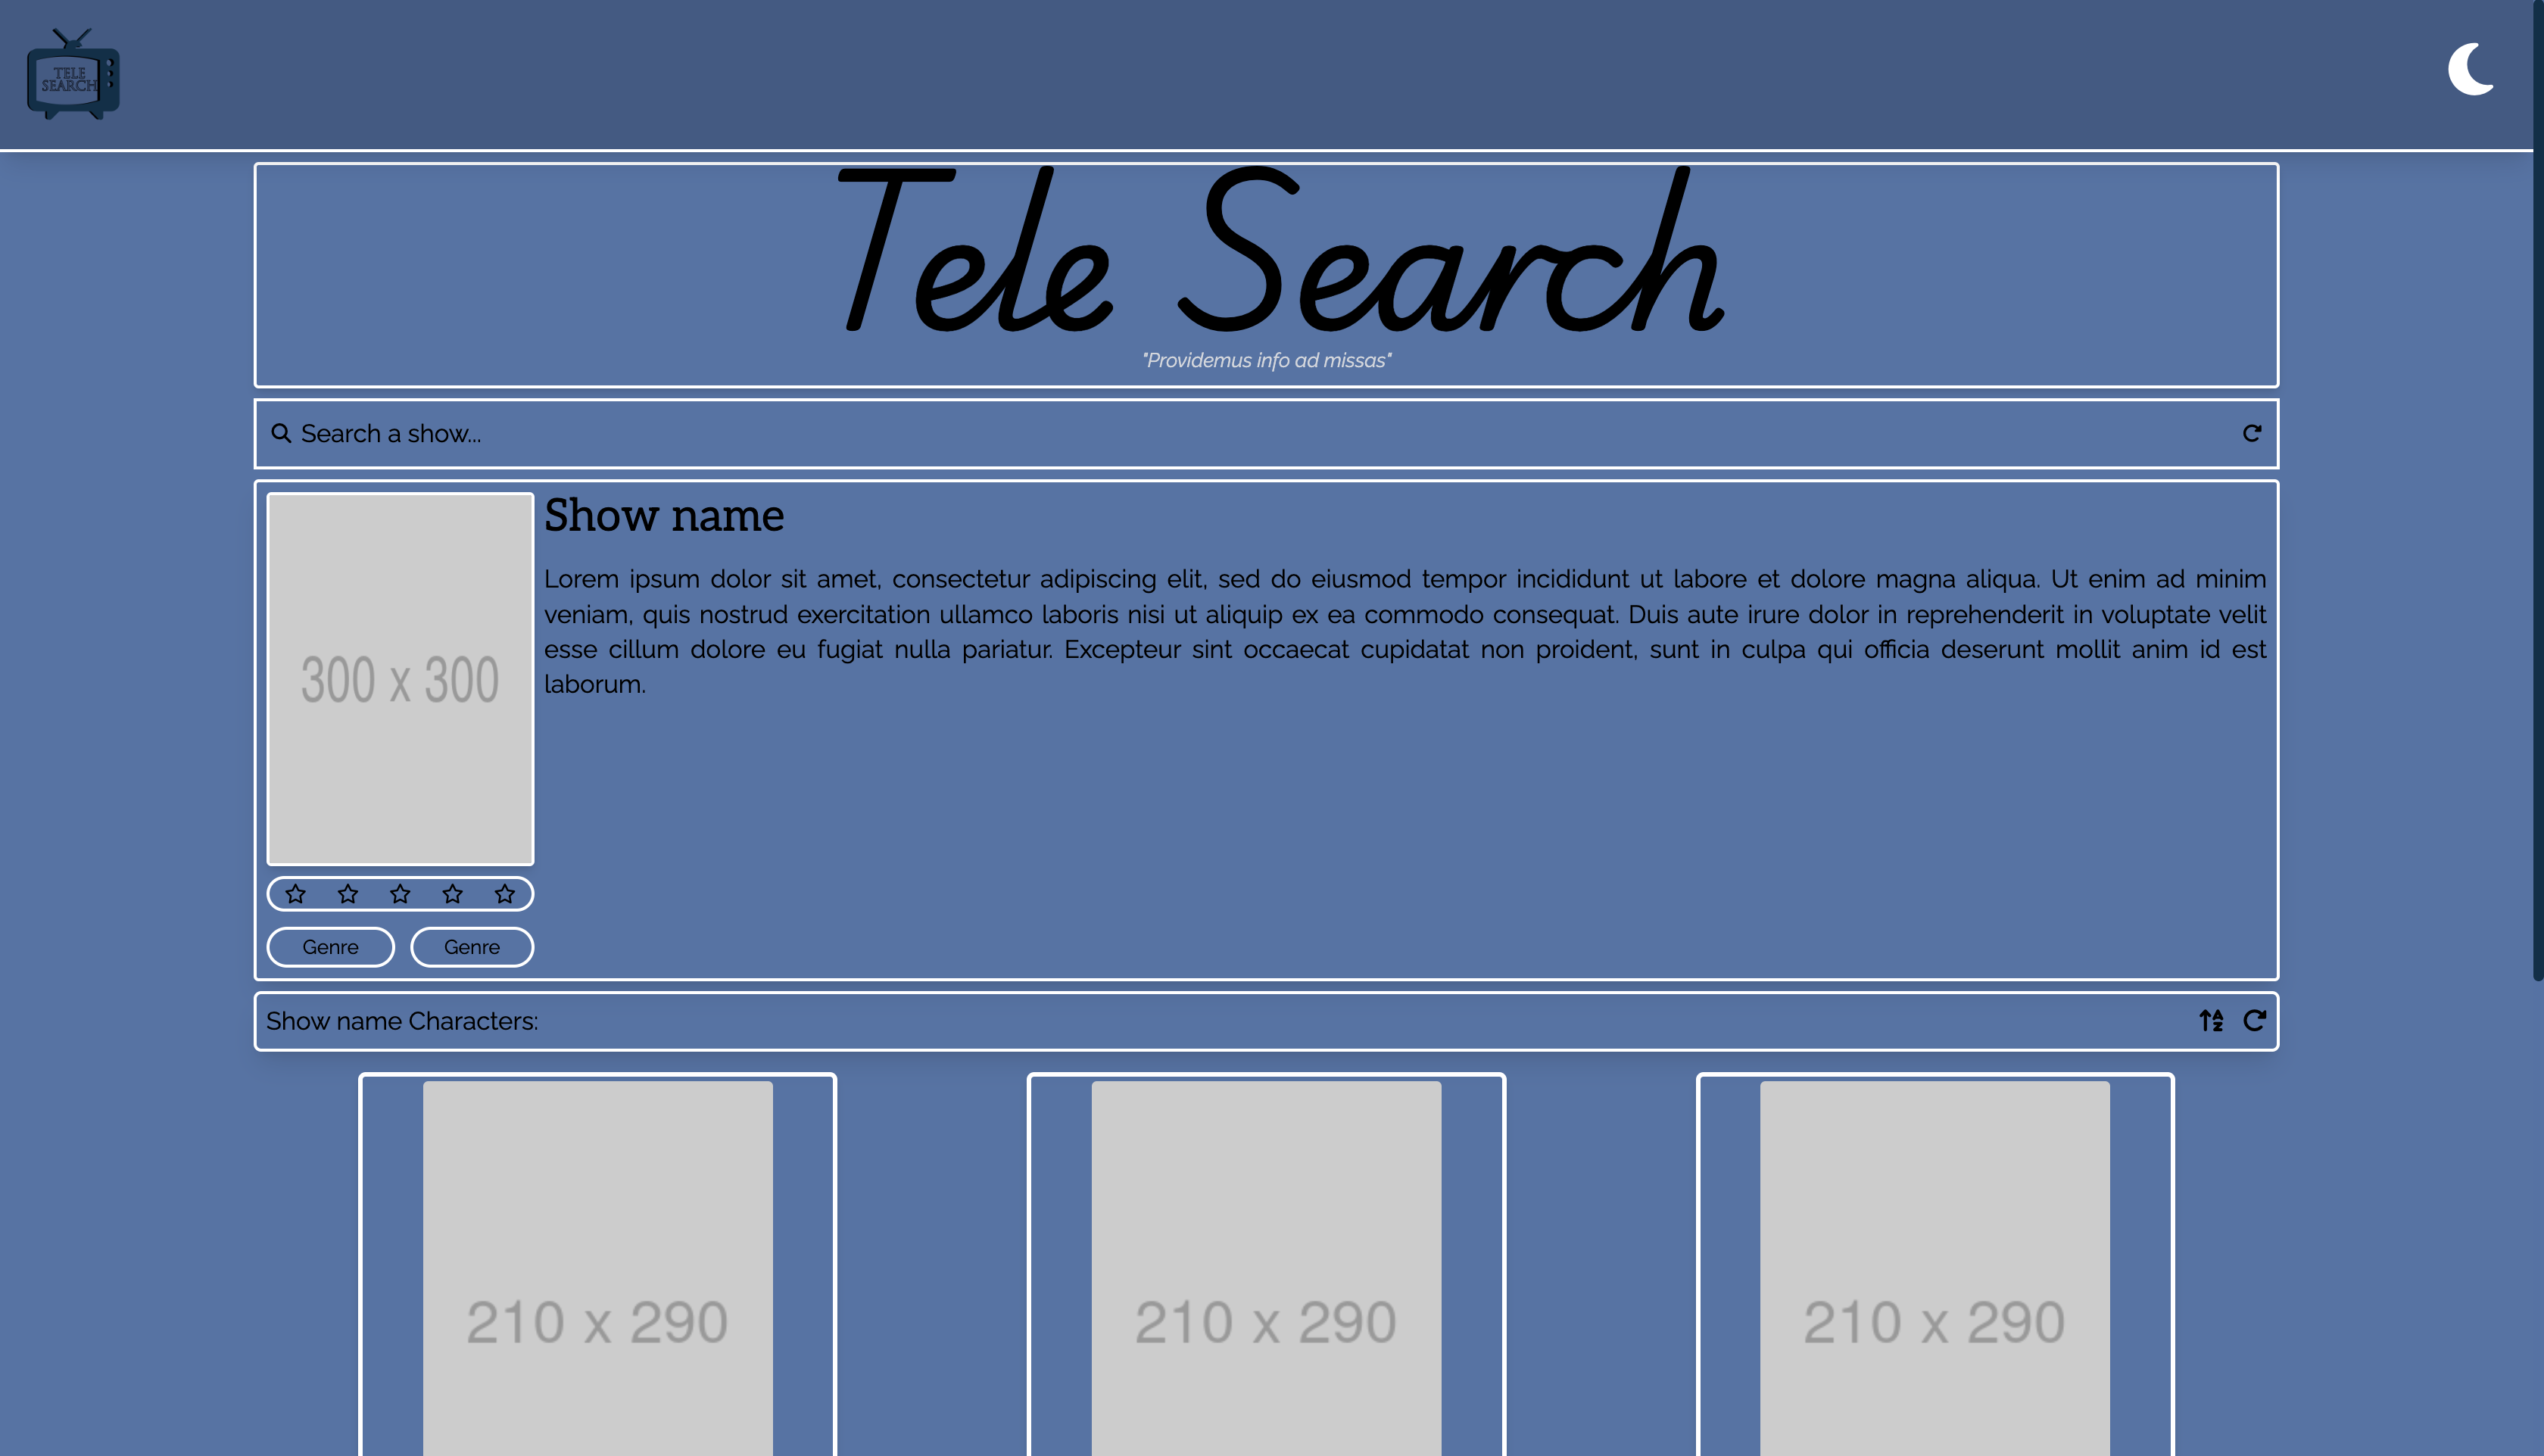 TELE
SEARCH
Tele Search
"Providemus info ad missas"
Search a show...
Show name
Lorem ipsum dolor sit amet, consectetur adipiscing elit, sed do eiusmod tempor incididunt ut labore et dolore magna aliqua. Ut enim ad minim
veniam, quis nostrud exercitation ullamco laboris nisi ut aliquip ex ea commodo consequat. Duis aute irure dolor in reprehenderit in voluptate velit
esse cillum dolore eu fugiat nulla pariatur. Excepteur sint occaecat cupidatat non proident, sunt in culpa qui officia deserunt mollit anim id est
laborum.
300 x 300
Genre Genre
Show name Characters:
210 x 290 210 x 290 210 x 290